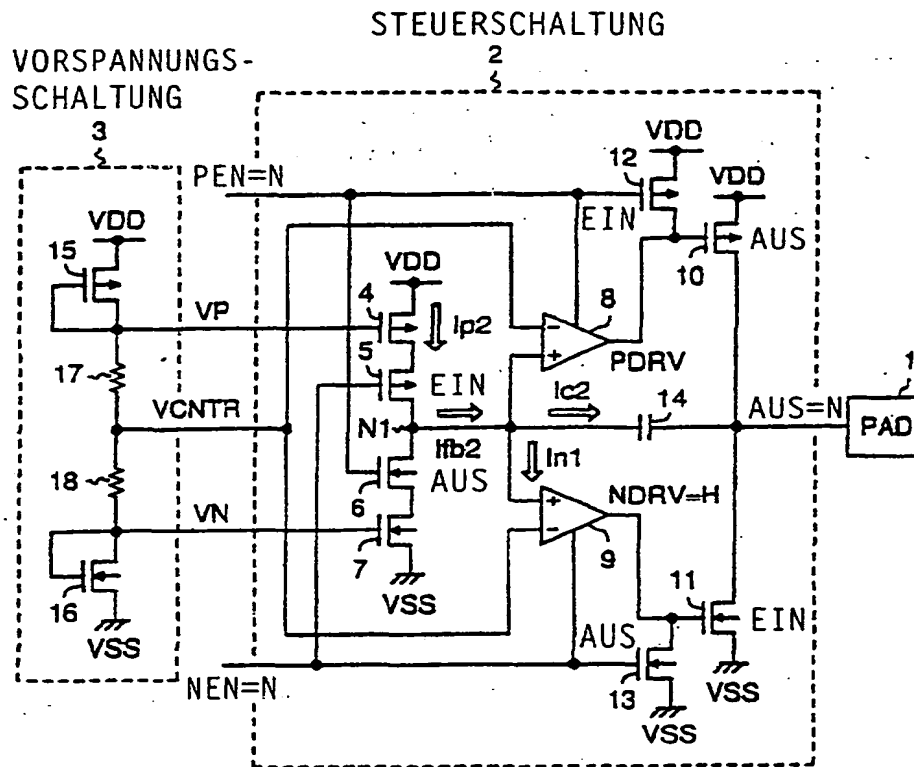 STEUERSCHALTUNG
2
VORSPANNUNGS-
SCHALTUNG
3
VDD
12
VDD
PEN=N
EIN
VDD
15
10
AUS
VDD
VP
4
Ip2
8
5
PDRV
17
EIN
Ic2
14
1
VCNTR
AUS=N
PAD
N1
Ifb2
In1
18
AUS
NDRV=H
6
VN
9
11
7
16
VSS
AUS
EIN
VSS
NEN=N
13
VSS
VSS